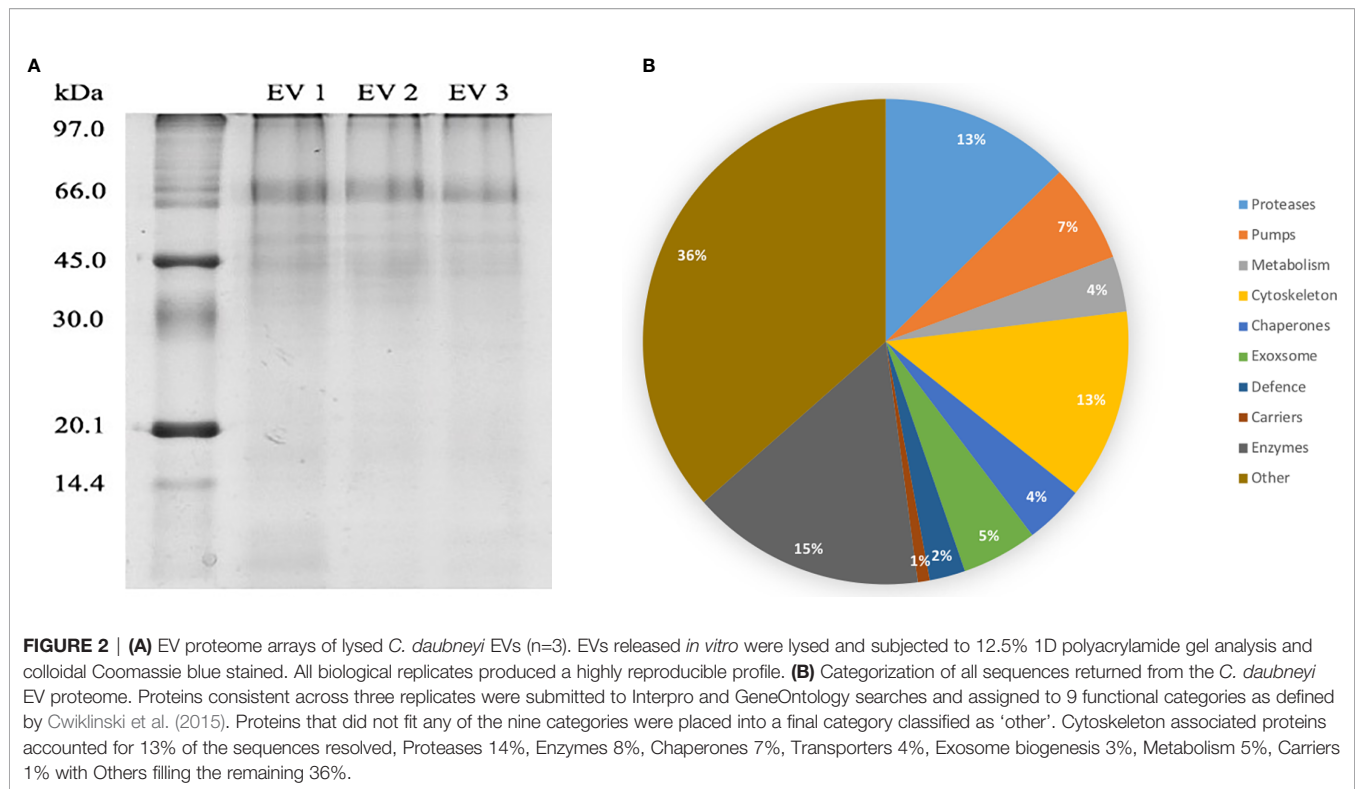 A
kDa EV 1 EV 2 EV 3
97.0
66.0
45.0
30.0
20.1
14.4
B
13%
7%
4%
13%
4%
5%
2%
1%
15%
36%
Proteases
Pumps
Metabolism
Cytoskeleton
Chaperones
Exoxsome
Defence
Carriers
Enzymes
Other
FIGURE 2 | (A) EV proteome arrays of lysed C. daubneyi EVs (n=3). EVs released in vitro were lysed and subjected to 12.5% 1D polyacrylamide gel analysis and
colloidal Coomassie blue stained. All biological replicates produced a highly reproducible profile. (B) Categorization of all sequences returned from the C. daubneyi
EV proteome. Proteins consistent across three replicates were submitted to Interpro and GeneOntology searches and assigned to 9 functional categories as defined
by Cwiklinski et al. (2015). Proteins that did not fit any of the nine categories were placed into a final category classified as ‘other’. Cytoskeleton associated proteins
accounted for 13% of the sequences resolved, Proteases 14%, Enzymes 8%, Chaperones 7%, Transporters 4%, Exosome biogenesis 3%, Metabolism 5%, Carriers
1% with Others filling the remaining 36%.